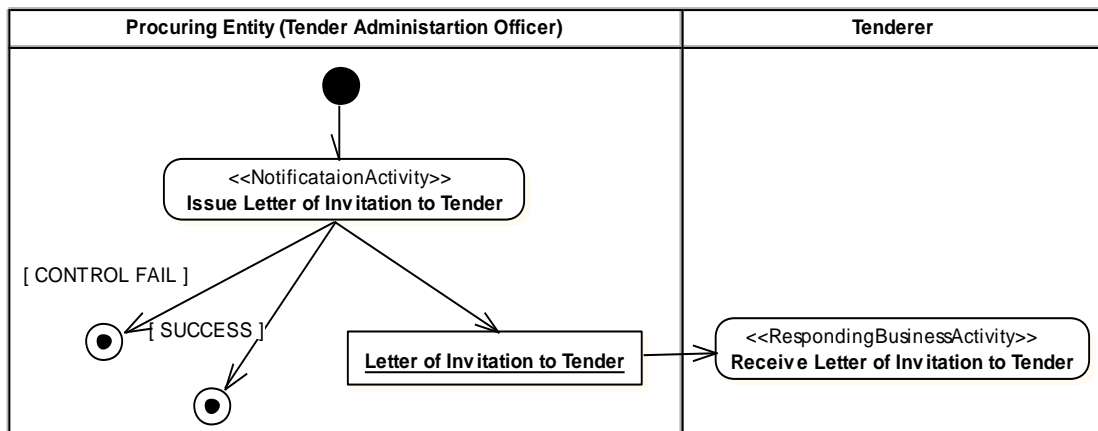 Procuring Entity (Tender Administartion Officer)
Tenderer
<<NotificataionActivity>>
Issue Letter of Invitation to Tender
[ CONTROL FAIL ]
[ SUCCESS ]
Letter of Invitation to Tender
<<RespondingBusinessActivity>>
Receive Letter of Invitation to Tender